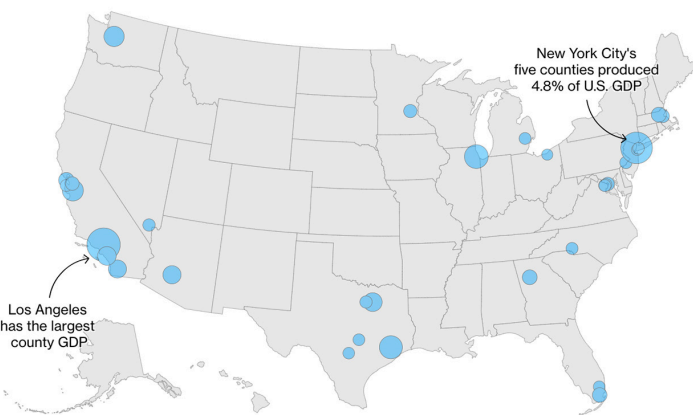 New York City's
five counties produced
4.8% of U.S. GDP
Los Angeles
has the largest
county GDP